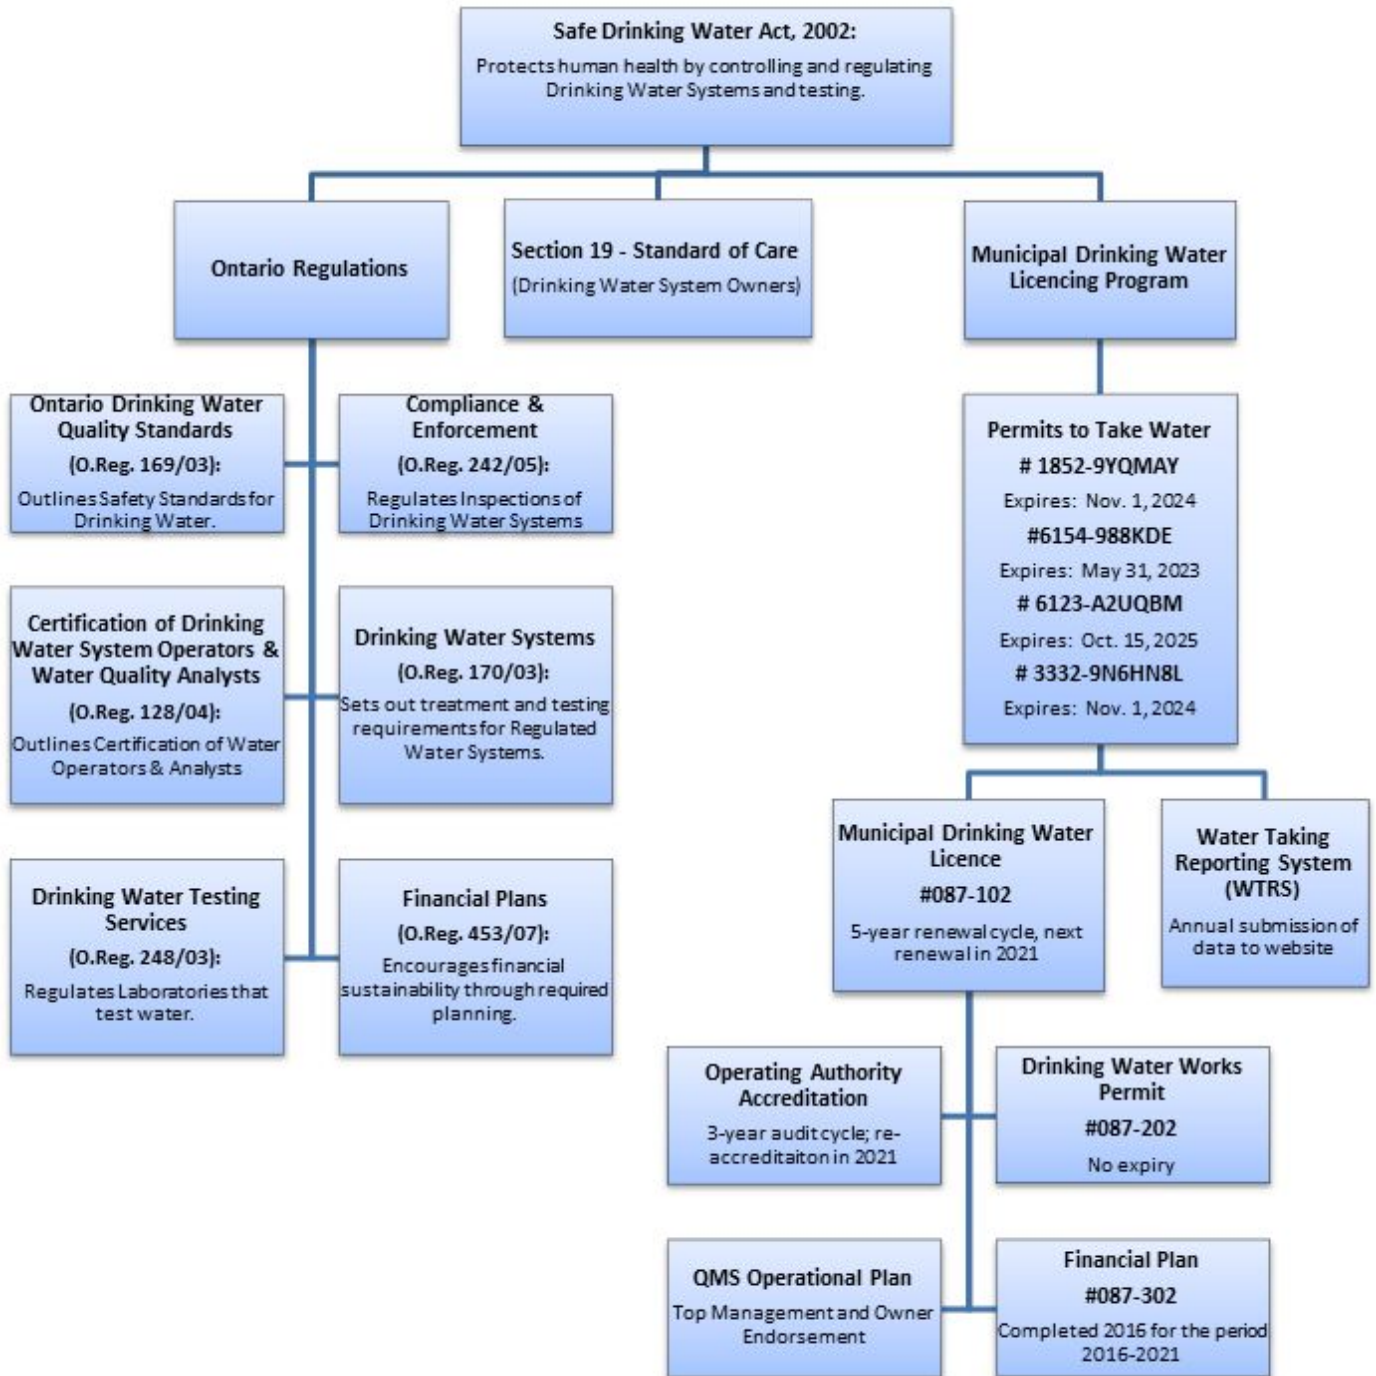 Safe Drinking Water Act, 2002:
Protects human health by controlling and regulating
Drinking Water Systems and testing.
Ontario Regulations
Section 19 - Standard of Care
(Drinking Water System Owners)
Municipal Drinking Water
Licencing Program
Ontario Drinking Water
Quality Standards
(O.Reg. 169/03):
Outlines Safety Standards for
Drinking Water.
Compliance &
Enforcement
(O.Reg. 242/05):
Regulates Inspections of
Drinking Water Systems
Certification of Drinking
Water System Operators &
Water Quality Analysts
(O.Reg. 128/04):
Outlines Certification of Water
Operators & Analysts
Drinking Water Systems
(O.Reg. 170/03):
Sets out treatment and testing
requirements for Regulated
Water Systems.
Drinking Water Testing
Services
(O.Reg. 248/03):
Regulates Laboratories that
test water.
Financial Plans
(O.Reg. 453/07):
Encourages financial
sustainability through required
planning.
Permits to Take Water
# 1852-9YQMAY
Expires: Nov. 1, 2024
#6154-988KDE
Expires: May 31, 2023
# 6123-A2UQBM
Expires: Oct. 15, 2025
# 3332-9N6HN8L
Expires: Nov. 1, 2024
Municipal Drinking Water
Licence
#087-102
5-year renewal cycle, next
renewal in 2021
Water Taking
Reporting System
(WTRS)
Annual submission of
data to website
Operating Authority
Accreditation
3-year audit cycle; re-
accreditaiton in 2021
Drinking Water Works
Permit
#087-202
No expiry
QMS Operational Plan
Top Management and Owner
Endorsement
Financial Plan
#087-302
Completed 2016 for the period
2016-2021